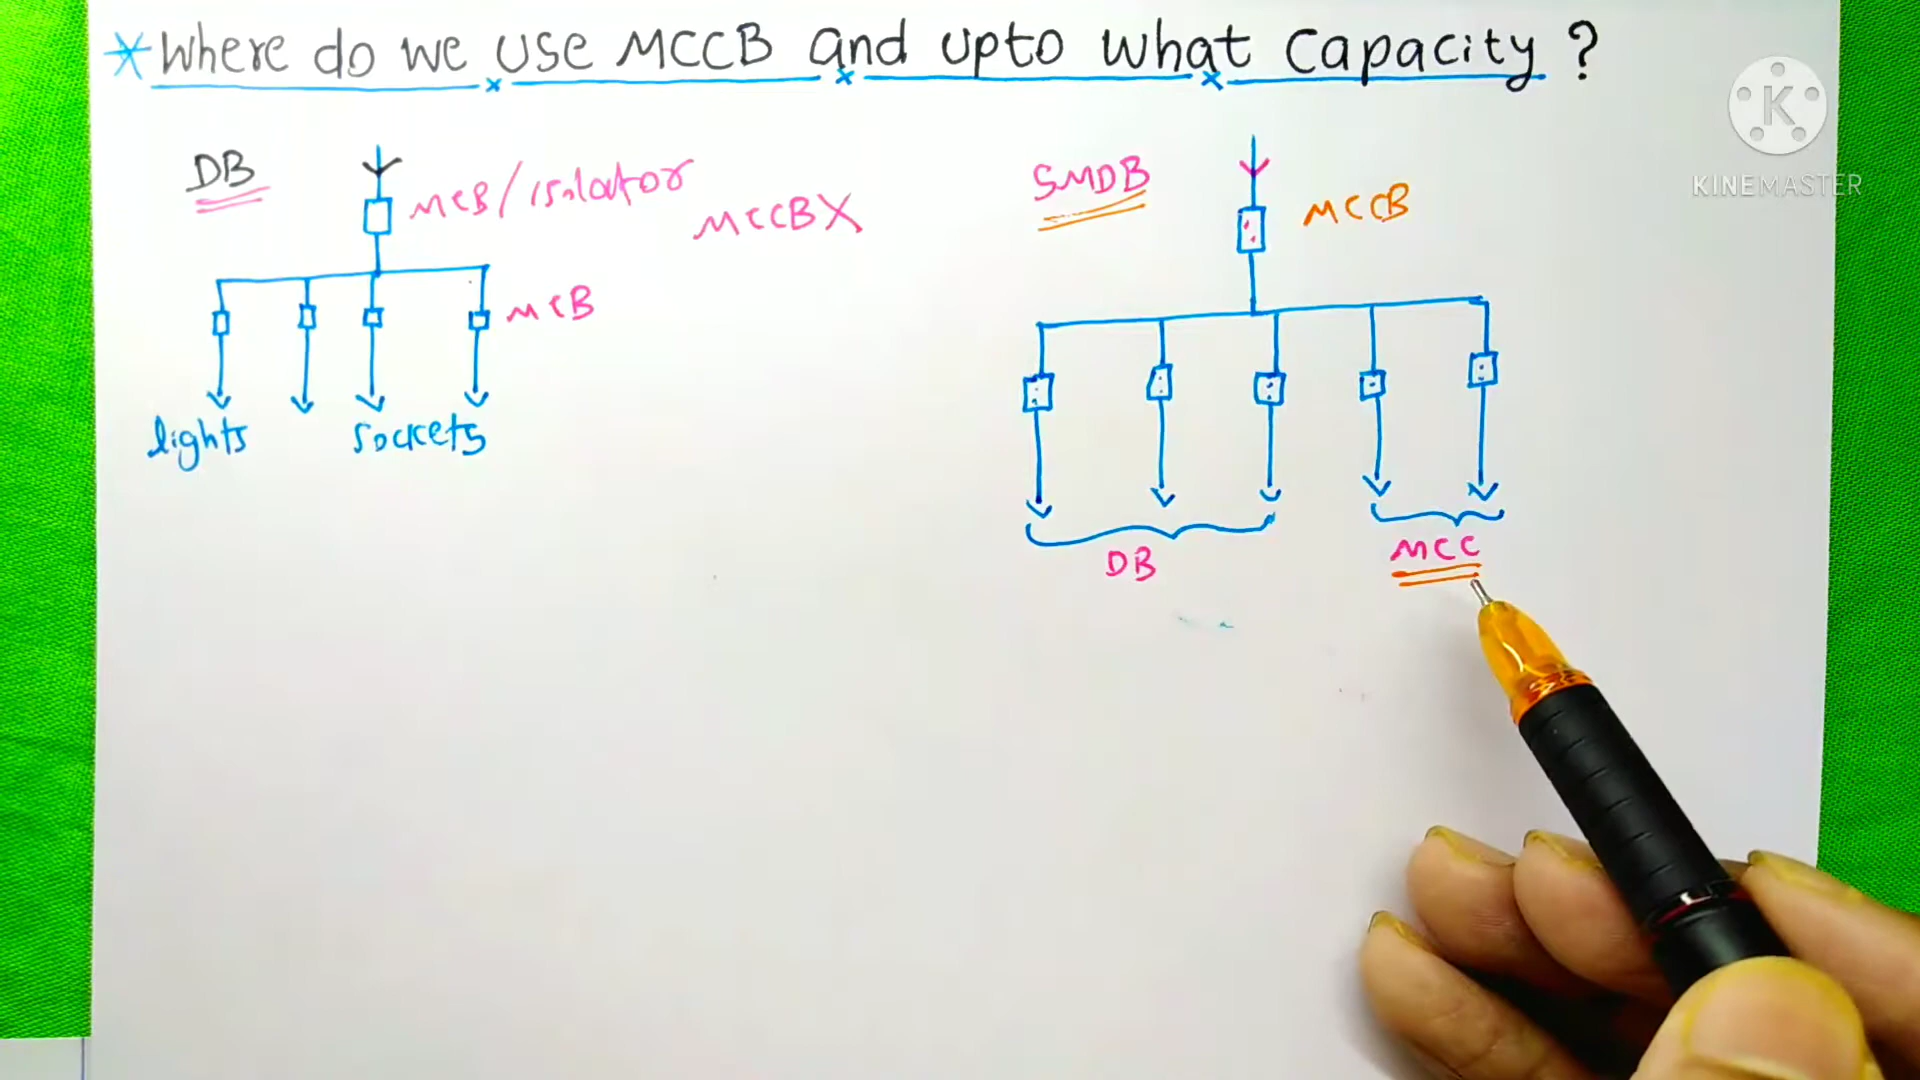 *Where do we use MCCB and upto what capacity?
DB
MCB/isolator
MCCBX
MCB
lights
sockets
SMDB
MCCB
DB
MCC
K
KINEMASTER